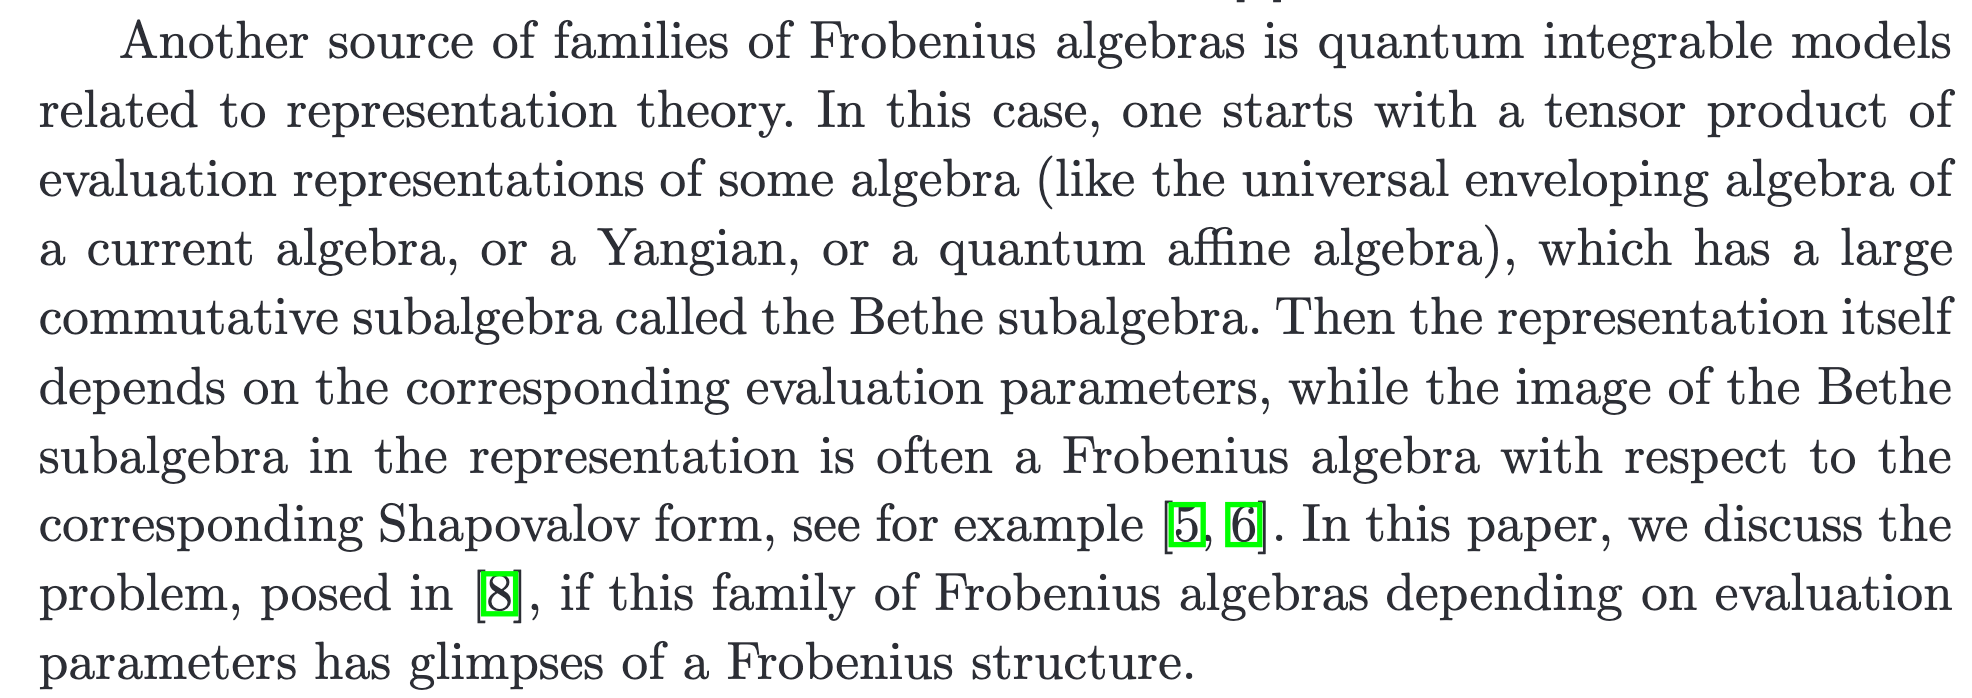 Another source of families of Frobenius algebras is quantum integrable models
related to representation theory. In this case, one starts with a tensor product of
evaluation representations of some algebra (like the universal enveloping algebra of
a current algebra, or a Yangian, or a quantum affine algebra), which has a large
commutative subalgebra called the Bethe subalgebra. Then the representation itself
depends on the corresponding evaluation parameters, while the image of the Bethe
subalgebra in the representation is often a Frobenius algebra with respect to the
corresponding Shapovalov form, see for example [5, 6]. In this paper, we discuss the
problem, posed in [8], if this family of Frobenius algebras depending on evaluation
parameters has glimpses of a Frobenius structure.